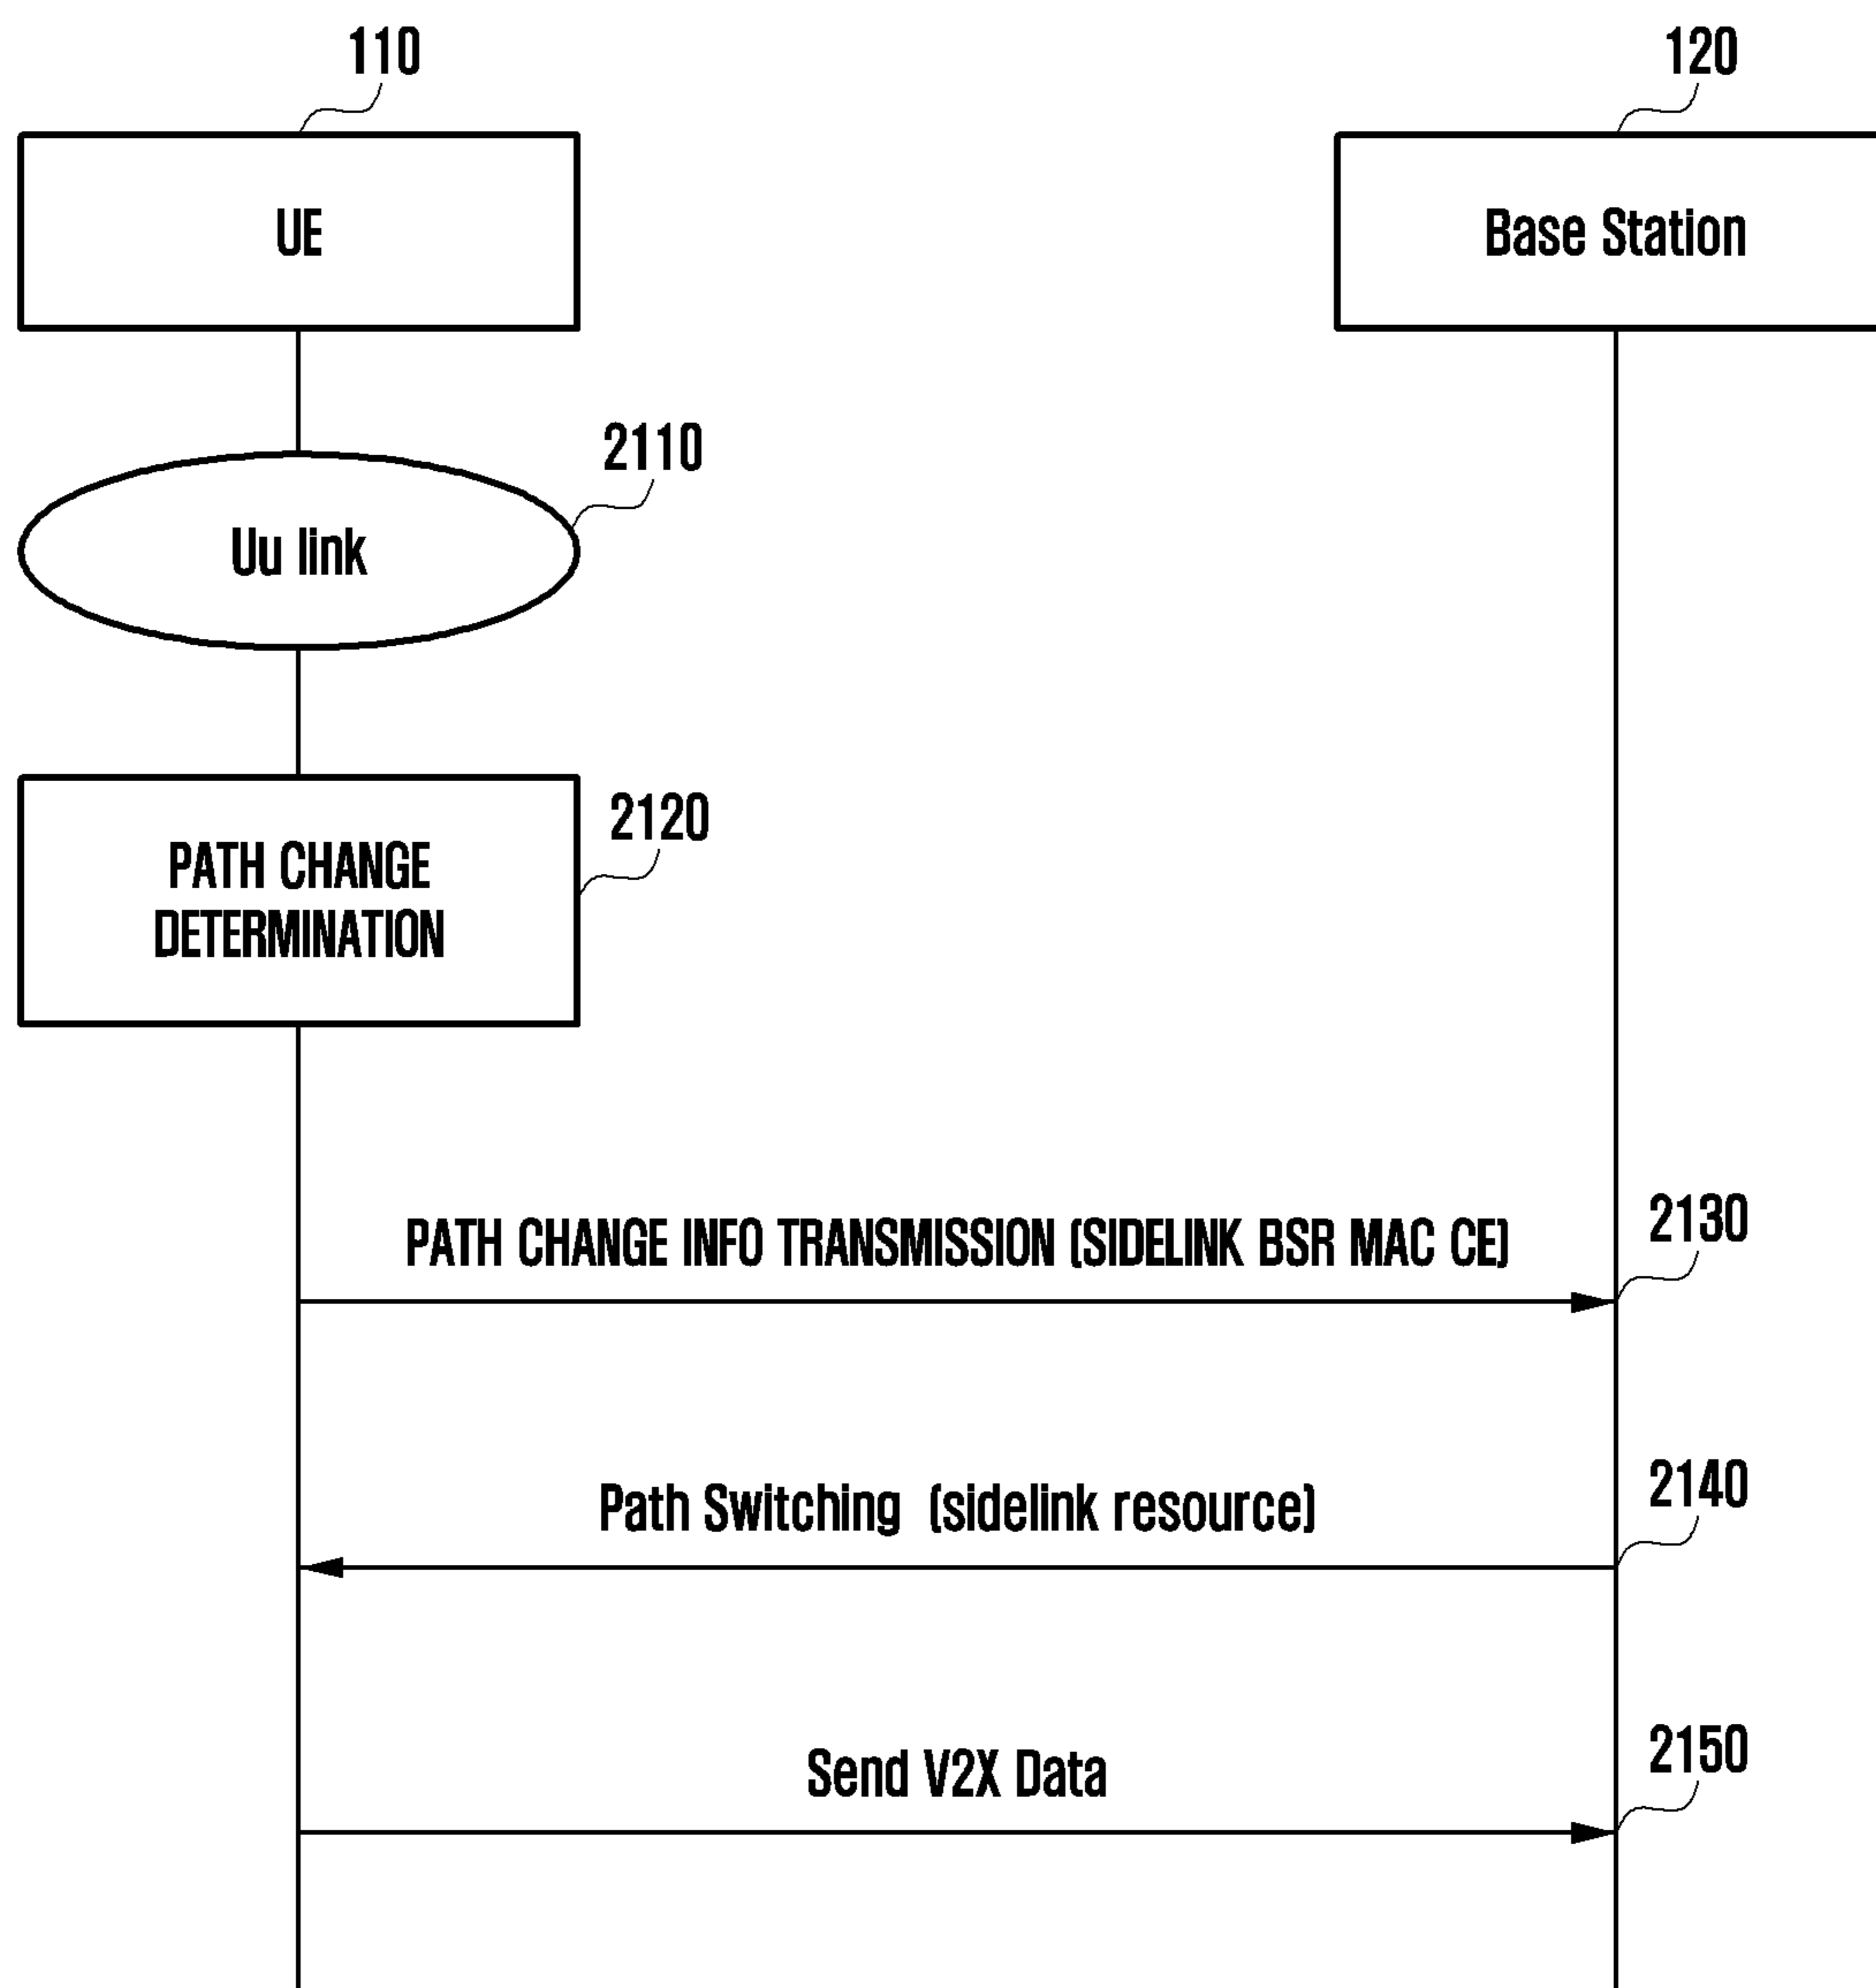 110
120
UE
Base Station
2110
Uu link
2120
PATH CHANGE
DETERMINATION
2130
PATH CHANGE INFO TRANSMISSION (SIDELINK BSR MAC CE)
2140
Path Switching (sidelink resource)
2150
Send V2X Data